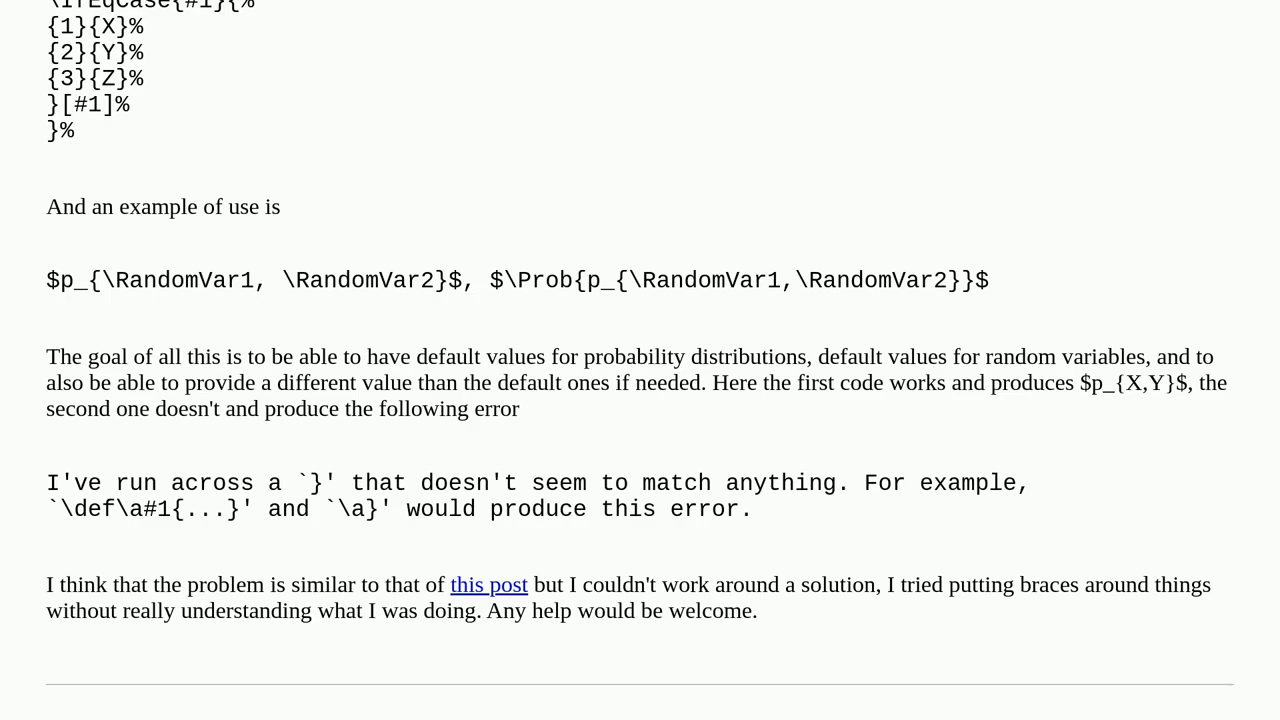 \IfEqCase{#1}{%
{1}{X}%
{2}{Y}%
{3}{Z}%
}[#1]%
}%
And an example of use is
$p_{\RandomVar1, \RandomVar2}$, $\Prob{p_{\RandomVar1,\RandomVar2}}$
The goal of all this is to be able to have default values for probability distributions, default values for random variables, and to
also be able to provide a different value than the default ones if needed. Here the first code works and produces $p_{X,Y}$, the
second one doesn't and produce the following error
I've run across a `}' that doesn't seem to match anything. For example,
`\def\a#1{...}' and `\a}' would produce this error.
I think that the problem is similar to that of this post but I couldn't work around a solution, I tried putting braces around things
without really understanding what I was doing. Any help would be welcome.